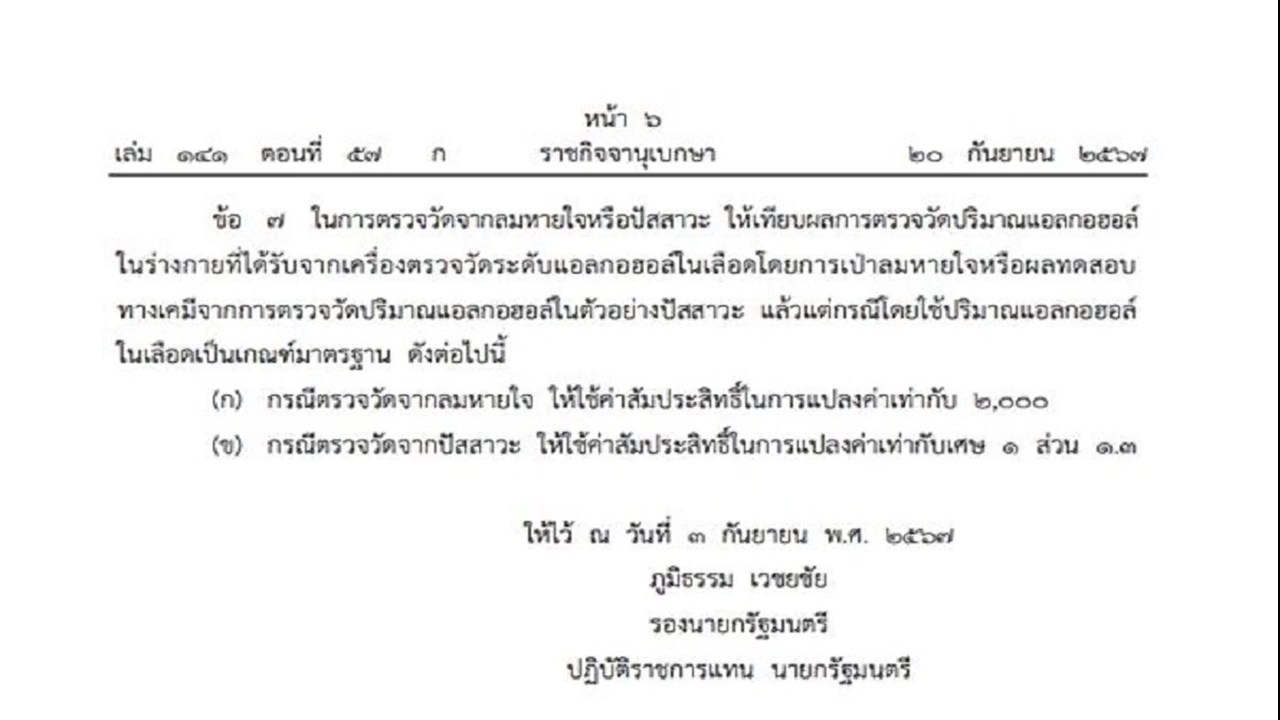 หน้า ๖
เล่ม ๑๔๑ ตอนที่ ๕๗ ก ราชกิจจานุเบกษา ๒๐ กันยายน ๒๕๖๗
ข้อ ๗ ในการตรวจวัดจากลมหายใจหรือปัสสาวะ ให้เทียบผลการตรวจวัดปริมาณแอลกอฮอล์
ในร่างกายที่ได้รับจากเครื่องตรวจวัดระดับแอลกอฮอล์ในเลือดโดยการเป่าลมหายใจหรือผลทดสอบ
ทางเคมีจากการตรวจวัดปริมาณแอลกอฮอล์ในตัวอย่างปัสสาวะ แล้วแต่กรณีโดยใช้ปริมาณแอลกอฮอล์
ในเลือดเป็นเกณฑ์มาตรฐาน ดังต่อไปนี้
(ก) กรณีตรวจวัดจากลมหายใจ ให้ใช้ค่าสัมประสิทธิ์ในการแปลงค่าเท่ากับ ๒,๐๐๐
(ข) กรณีตรวจวัดจากปัสสาวะ ให้ใช้ค่าสัมประสิทธิ์ในการแปลงค่าเท่ากับเศษ ๑ ส่วน ๑.๓
ให้ไว้ ณ วันที่ ๓ กันยายน พ.ศ. ๒๕๖๗
ภูมิธรรม เวชยชัย
รองนายกรัฐมนตรี
ปฏิบัติราชการแทน นายกรัฐมนตรี